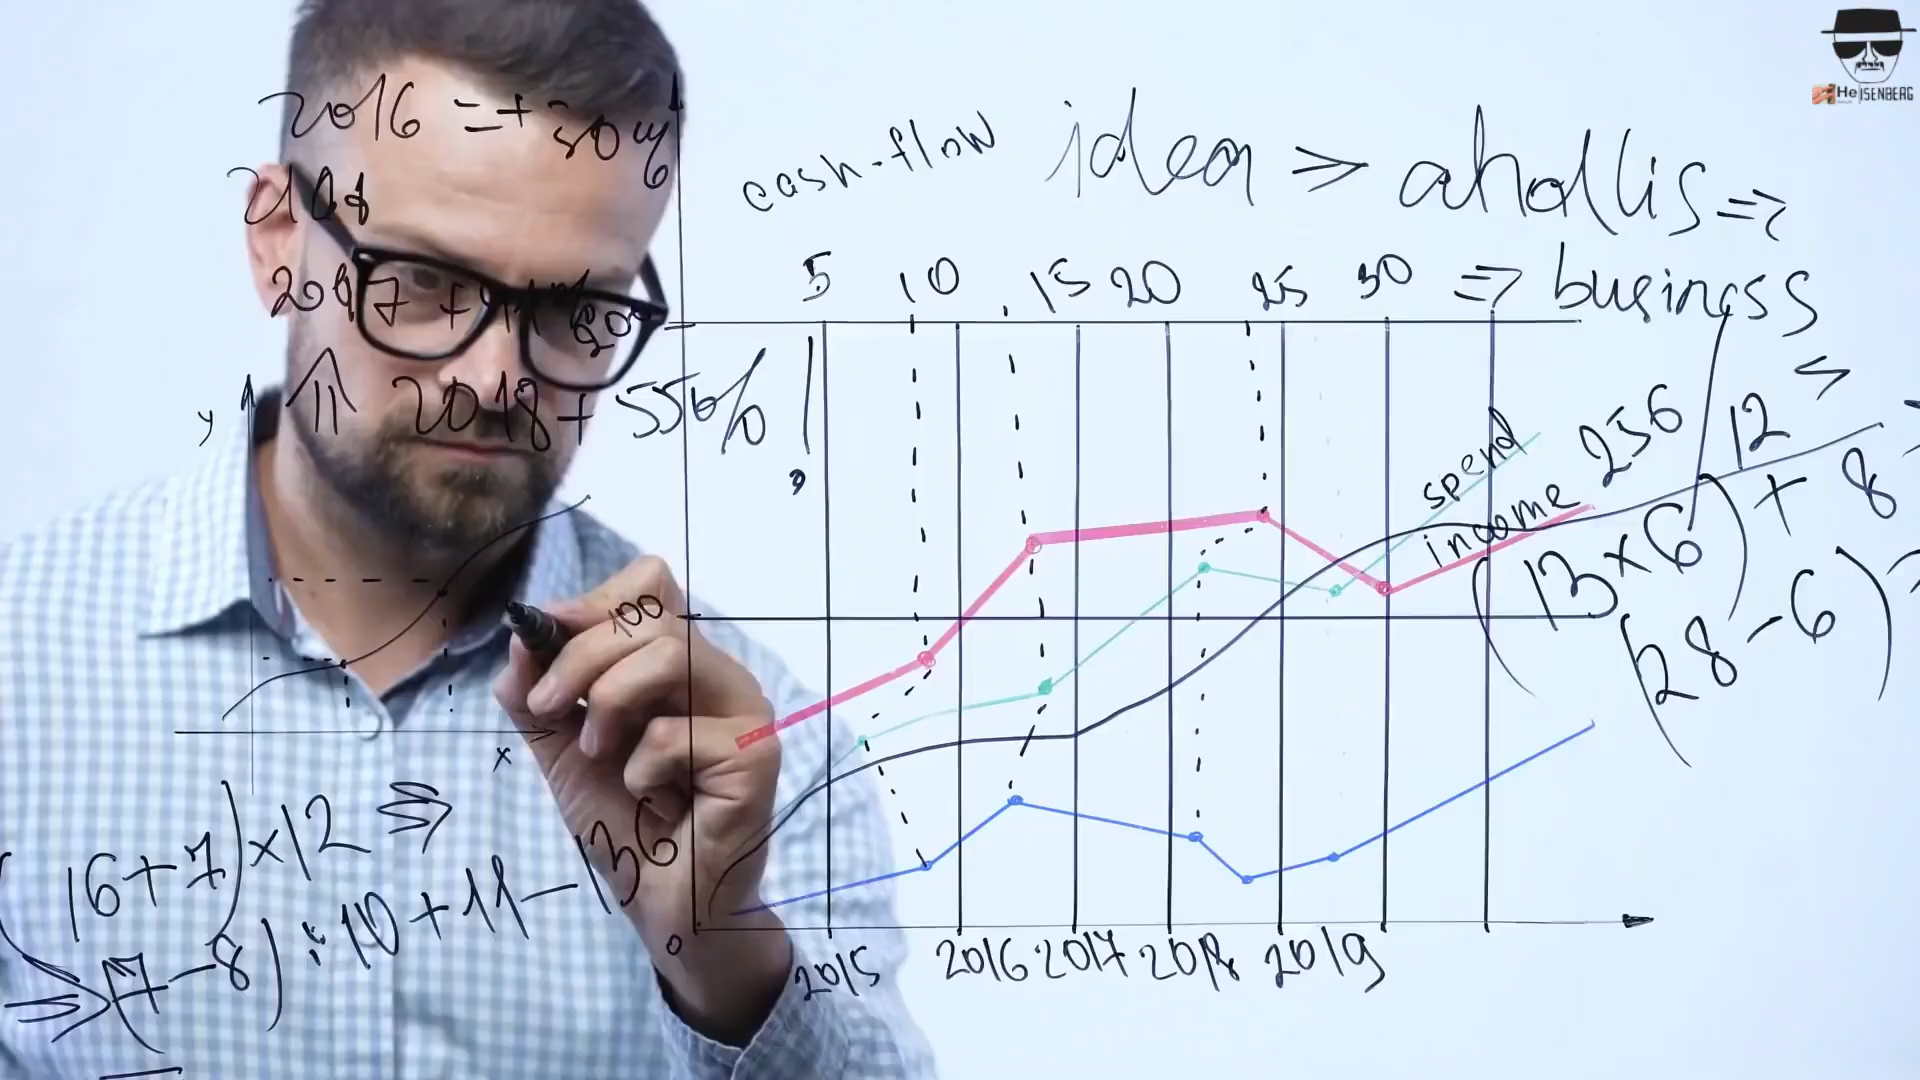 2016 = + 30%
2017 + 41%
⇑ 2018 + 55% !
y
x
(16+7)×12 ⇒
⇒ (7-8) : 10 + 11 - 136
cash-flow idea > ahallis ⇒
5 10 15 20 25 30 ⇒ business
100
0
2015 2016 2017 2018 2019
spend
income
256
12
(13×6) + 8
(28-6)
HeISENBERG